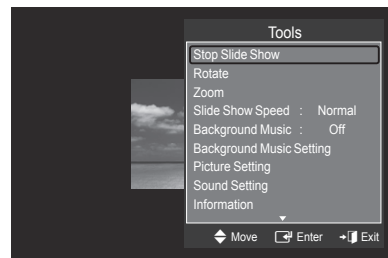 Tools
Stop Slide Show
Rotate
Zoom
Slide Show Speed : Normal
Background Music : Off
Background Music Setting
Picture Setting
Sound Setting
Information
Move Enter Exit